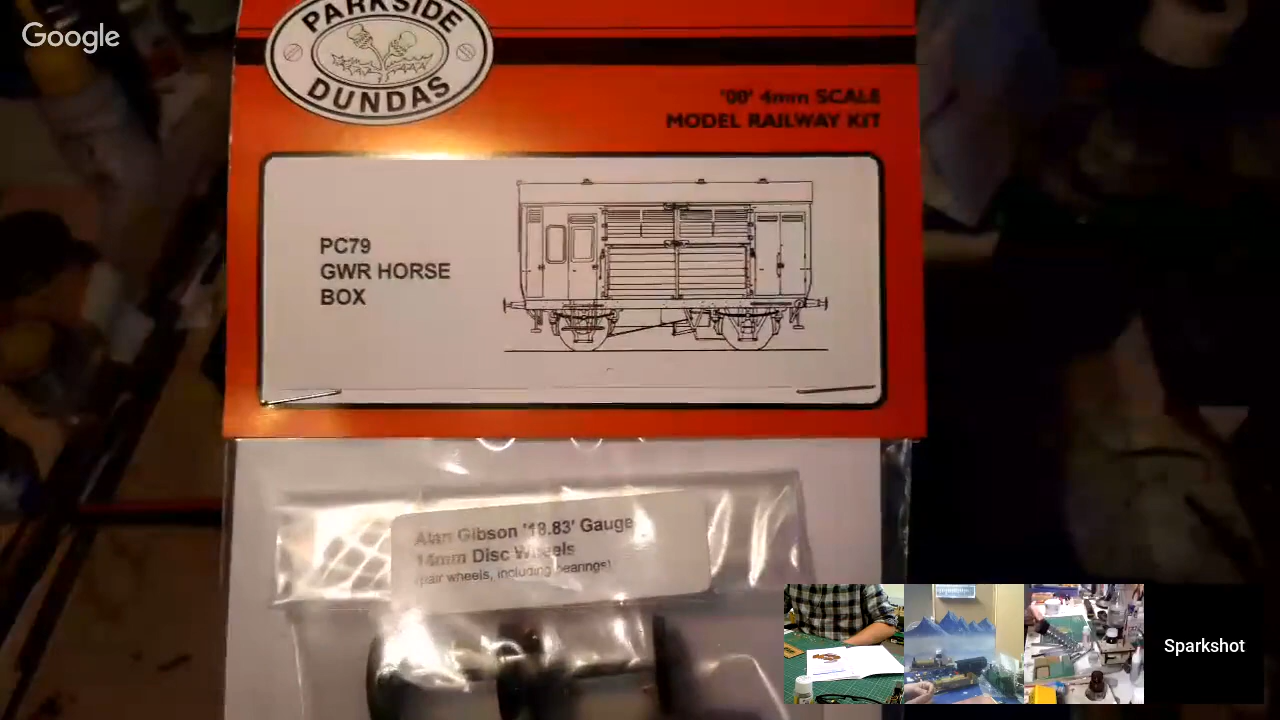 Google
PARKSIDE
DUNDAS
'00' 4mm SCALE
MODEL RAILWAY KIT
PC79
GWR HORSE
BOX
Alan Gibson '18.83' Gauge
14mm Disc Wheels
(pair wheels, including bearings)
Sparkshot